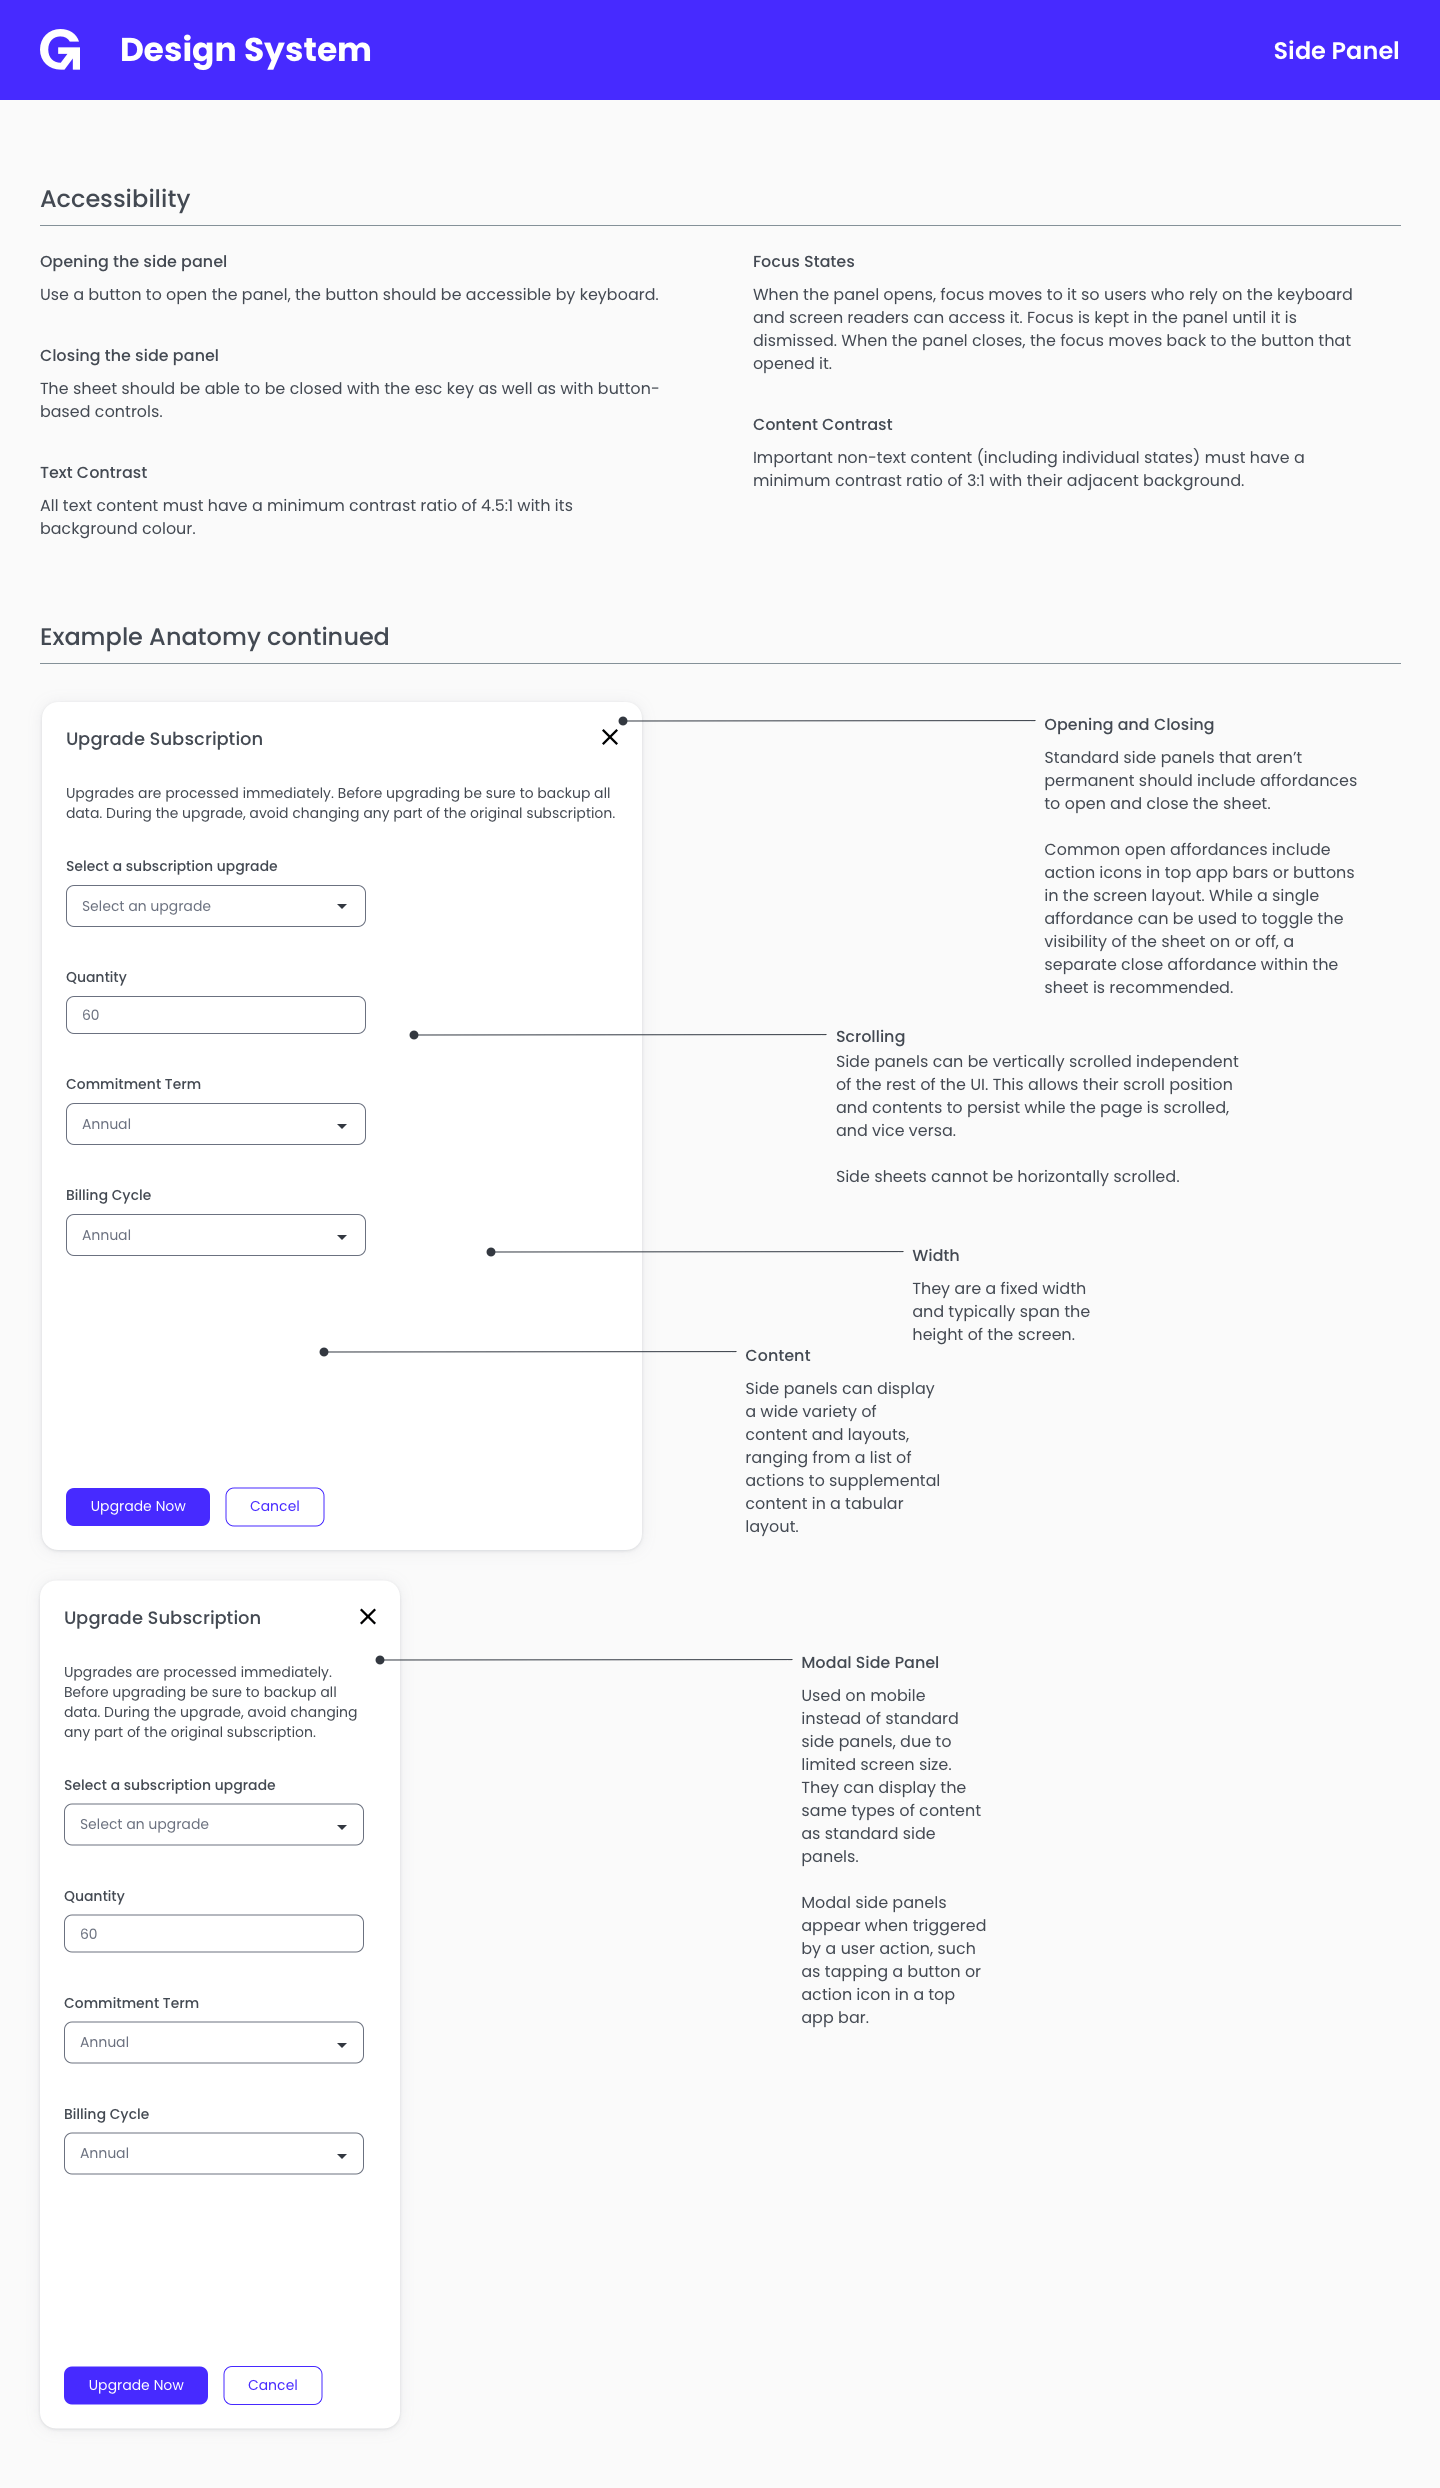 G Design System
Side Panel
Accessibility
Opening the side panel
Use a button to open the panel, the button should be accessible by keyboard.
Closing the side panel
The sheet should be able to be closed with the esc key as well as with button-
based controls.
Text Contrast
All text content must have a minimum contrast ratio of 4.5:1 with its
background colour.
Focus States
When the panel opens, focus moves to it so users who rely on the keyboard
and screen readers can access it. Focus is kept in the panel until it is
dismissed. When the panel closes, the focus moves back to the button that
opened it.
Content Contrast
Important non-text content (including individual states) must have a
minimum contrast ratio of 3:1 with their adjacent background.
Example Anatomy continued
Upgrade Subscription
Upgrades are processed immediately. Before upgrading be sure to backup all
data. During the upgrade, avoid changing any part of the original subscription.
Select a subscription upgrade
Select an upgrade
Quantity
60
Commitment Term
Annual
Billing Cycle
Annual
Upgrade Now
Cancel
Opening and Closing
Standard side panels that aren’t
permanent should include affordances
to open and close the sheet.
Common open affordances include
action icons in top app bars or buttons
in the screen layout. While a single
affordance can be used to toggle the
visibility of the sheet on or off, a
separate close affordance within the
sheet is recommended.
Scrolling
Side panels can be vertically scrolled independent
of the rest of the UI. This allows their scroll position
and contents to persist while the page is scrolled,
and vice versa.
Side sheets cannot be horizontally scrolled.
Width
They are a fixed width
and typically span the
height of the screen.
Content
Side panels can display
a wide variety of
content and layouts,
ranging from a list of
actions to supplemental
content in a tabular
layout.
Upgrade Subscription
Upgrades are processed immediately.
Before upgrading be sure to backup all
data. During the upgrade, avoid changing
any part of the original subscription.
Select a subscription upgrade
Select an upgrade
Quantity
60
Commitment Term
Annual
Billing Cycle
Annual
Upgrade Now
Cancel
Modal Side Panel
Used on mobile
instead of standard
side panels, due to
limited screen size.
They can display the
same types of content
as standard side
panels.
Modal side panels
appear when triggered
by a user action, such
as tapping a button or
action icon in a top
app bar.